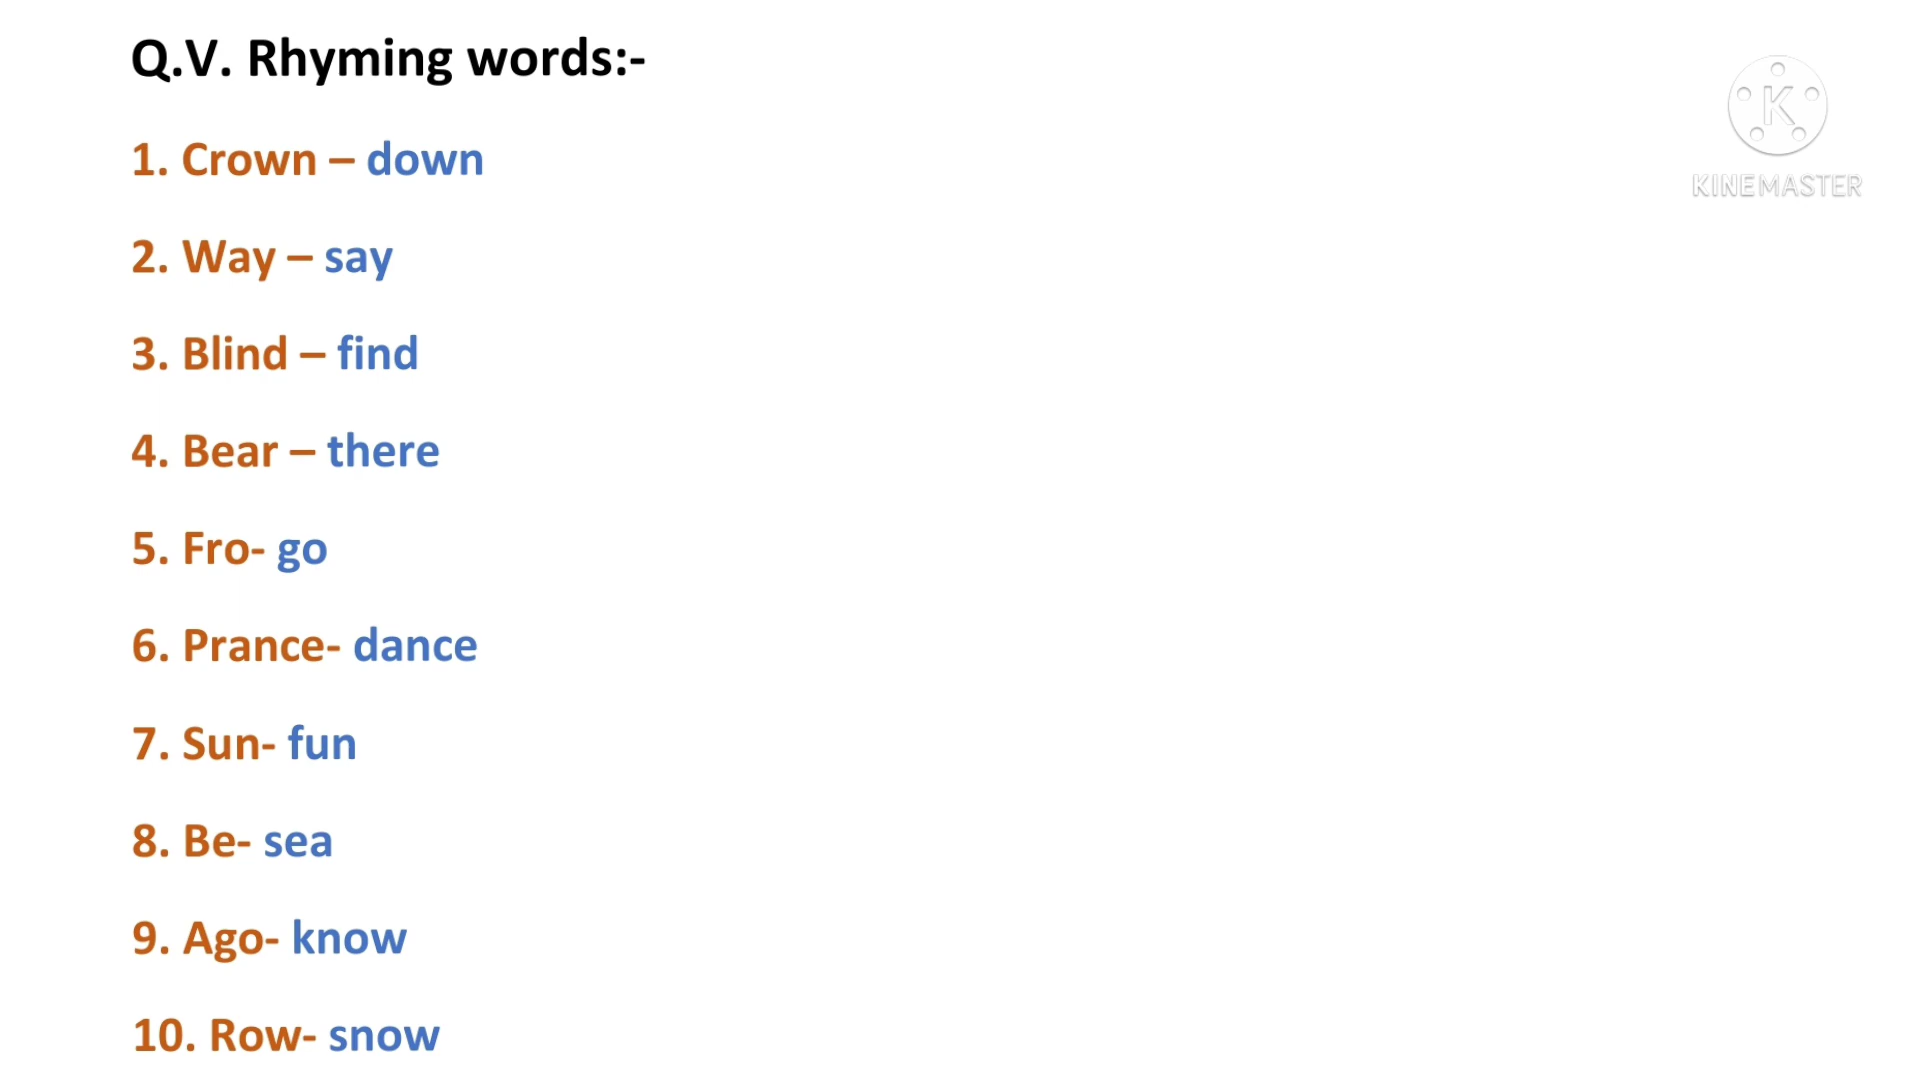 Q.V. Rhyming words:-
1. Crown – down
2. Way – say
3. Blind – find
4. Bear – there
5. Fro- go
6. Prance- dance
7. Sun- fun
8. Be- sea
9. Ago- know
10. Row- snow
K
KINEMASTER